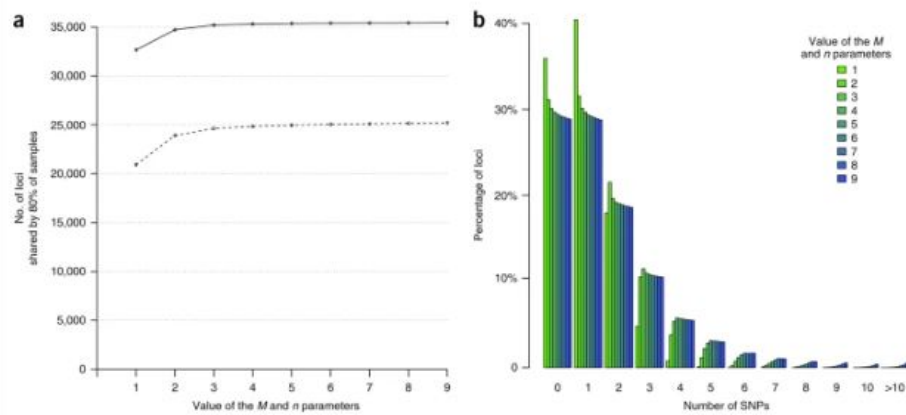 a
35,000
30,000
25,000
20,000
15,000
10,000
5,000
0
No. of loci
shared by 80% of samples
1 2 3 4 5 6 7 8 9
Value of the M and n parameters
b
40%
30%
20%
10%
0
Percentage of loci
Value of the M
and n parameters
1
2
3
4
5
6
7
8
9
0 1 2 3 4 5 6 7 8 9 10 >10
Number of SNPs